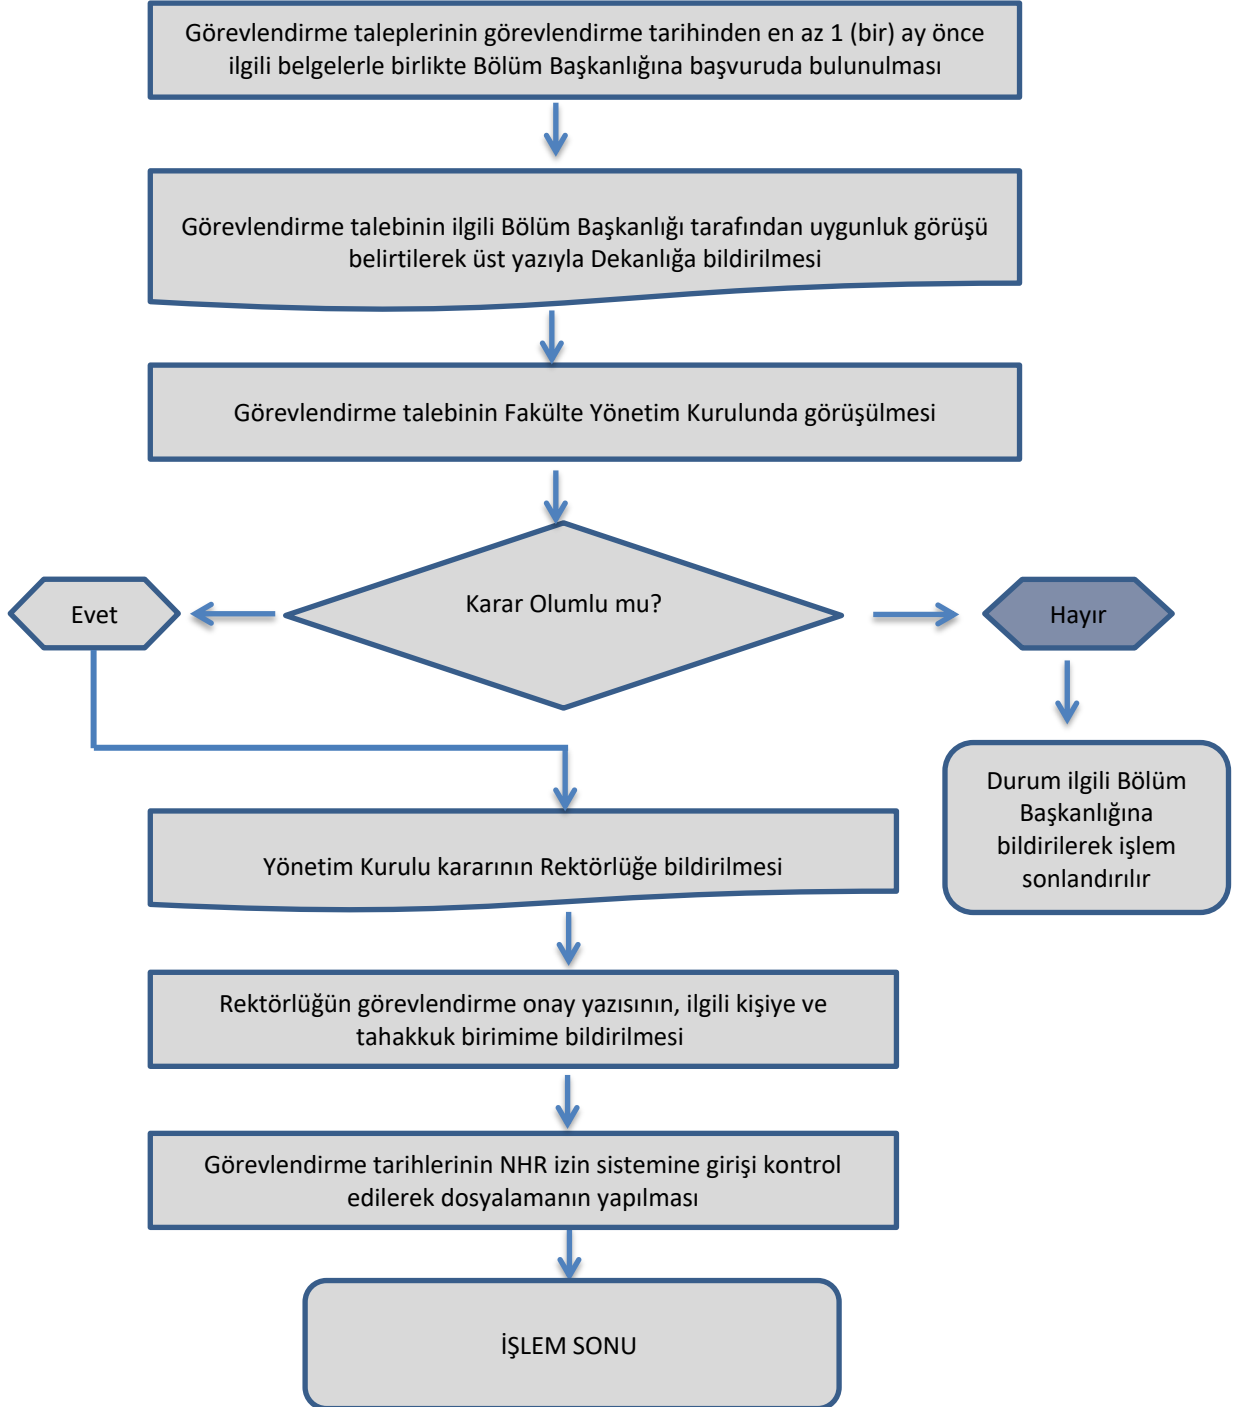 Görevlendirme taleplerinin görevlendirme tarihinden en az 1 (bir) ay önce
ilgili belgelerle birlikte Bölüm Başkanlığına başvuruda bulunulması
Görevlendirme talebinin ilgili Bölüm Başkanlığı tarafından uygunluk görüşü
belirtilerek üst yazıyla Dekanlığa bildirilmesi
Görevlendirme talebinin Fakülte Yönetim Kurulunda görüşülmesi
Karar Olumlu mu?
Evet
Hayır
Durum ilgili Bölüm
Başkanlığına
bildirilerek işlem
sonlandırılır
Yönetim Kurulu kararının Rektörlüğe bildirilmesi
Rektörlüğün görevlendirme onay yazısının, ilgili kişiye ve
tahakkuk birimime bildirilmesi
Görevlendirme tarihlerinin NHR izin sistemine girişi kontrol
edilerek dosyalamanın yapılması
İŞLEM SONU